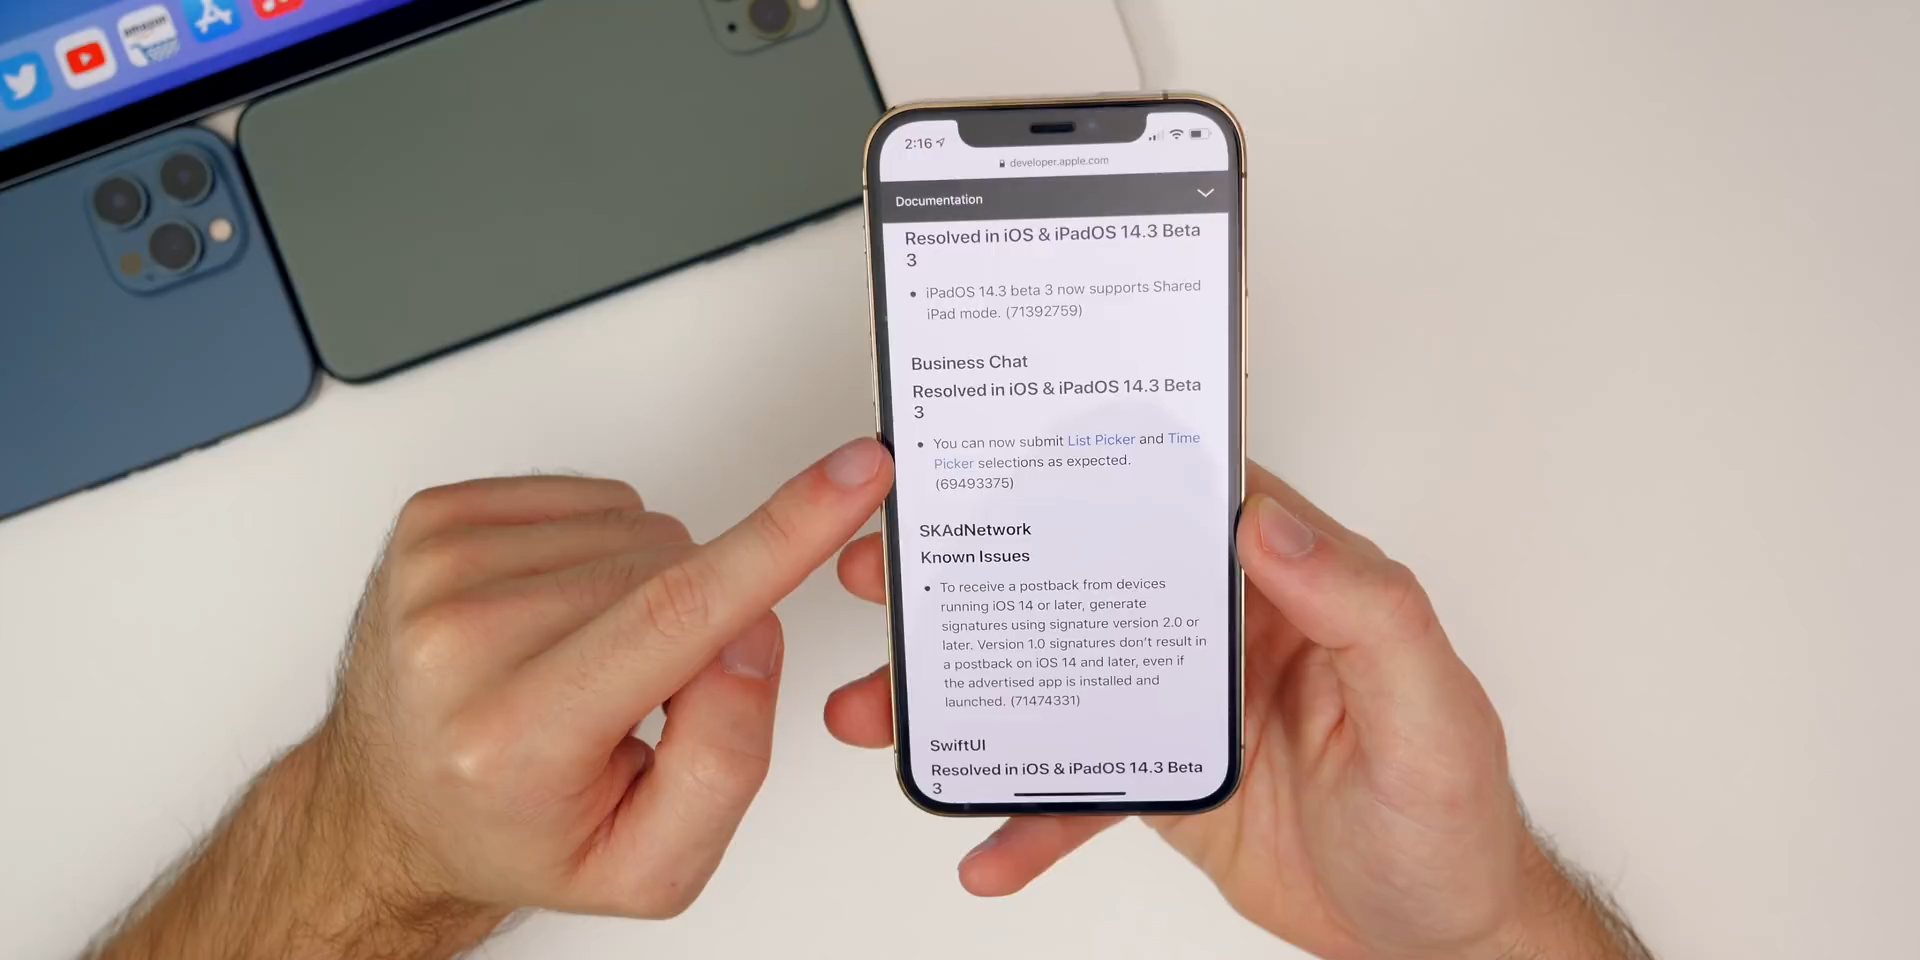 amazon
2:16
developer.apple.com
Documentation
Resolved in iOS & iPadOS 14.3 Beta
3
• iPadOS 14.3 beta 3 now supports Shared
iPad mode. (71392759)
Business Chat
Resolved in iOS & iPadOS 14.3 Beta
3
• You can now submit List Picker and Time
Picker selections as expected.
(69493375)
SKAdNetwork
Known Issues
• To receive a postback from devices
running iOS 14 or later, generate
signatures using signature version 2.0 or
later. Version 1.0 signatures don't result in
a postback on iOS 14 and later, even if
the advertised app is installed and
launched. (71474331)
SwiftUI
Resolved in iOS & iPadOS 14.3 Beta
3